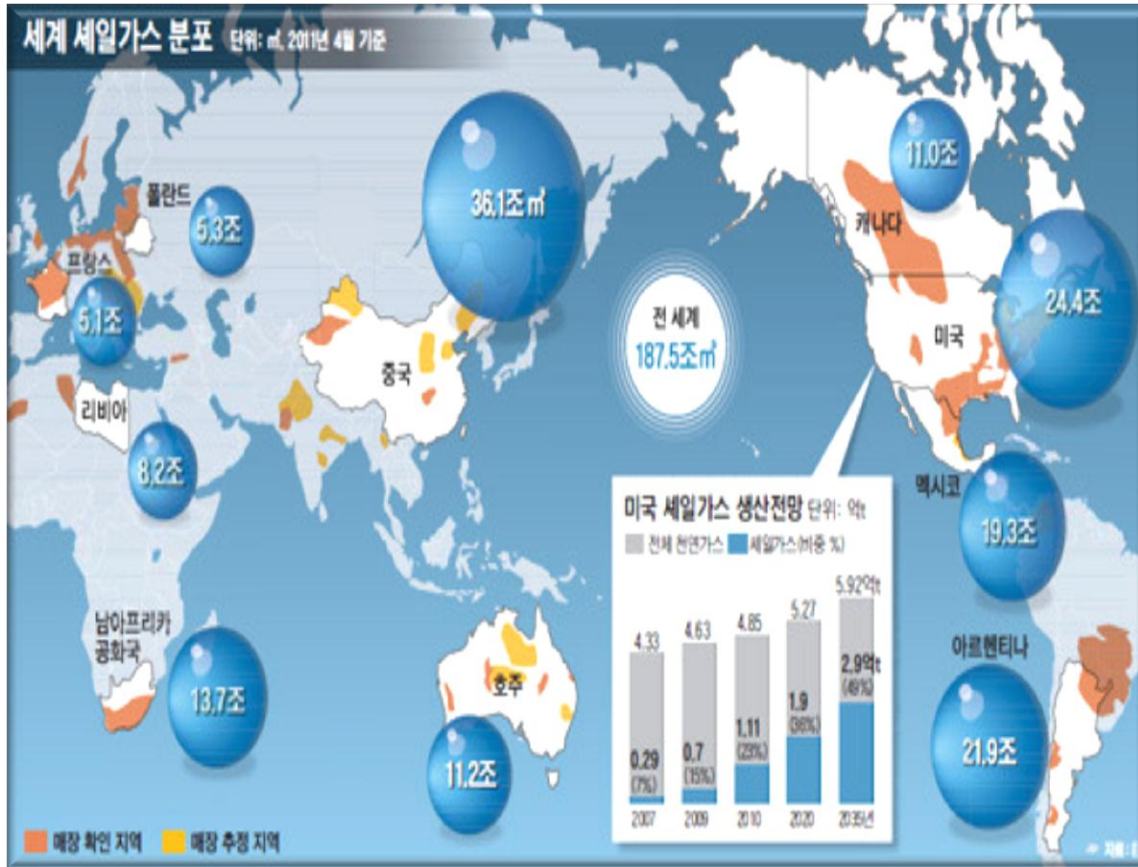 세계 셰일가스 분포 단위: ㎥, 2011년 4월 기준
폴란드
5.3조
프랑스
5.1조
리비아
8.2조
남아프리카
공화국
13.7조
36.1조㎥
중국
호주
11.2조
전 세계
187.5조㎥
11.0조
캐나다
24.4조
미국
멕시코
19.3조
아르헨티나
21.9조
미국 셰일가스 생산전망 단위: 억t
전체 천연가스 셰일가스(비중 %)
4.33 4.63 4.85 5.27 5.92억t
0.29 0.7 1.11 1.9 2.9억t
(7%) (15%) (23%) (36%) (49%)
2007 2009 2010 2020 2035년
매장 확인 지역 매장 추정 지역
자료: